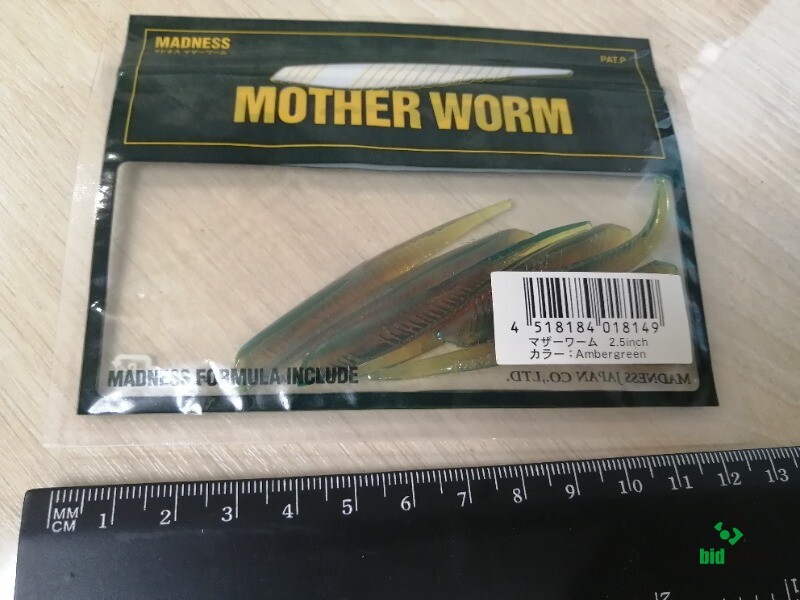 MADNESS
マドネス マザーワーム
PAT.P
MOTHER WORM
4 518184 018149
マザーワーム 2.5inch
カラー：Ambergreen
MADNESS FORMULA INCLUDE
MADNESS JAPAN CO.,LTD.
MM
CM
1 2 3 4 5 6 7 8 9 10 11 12 13
bid
2 1